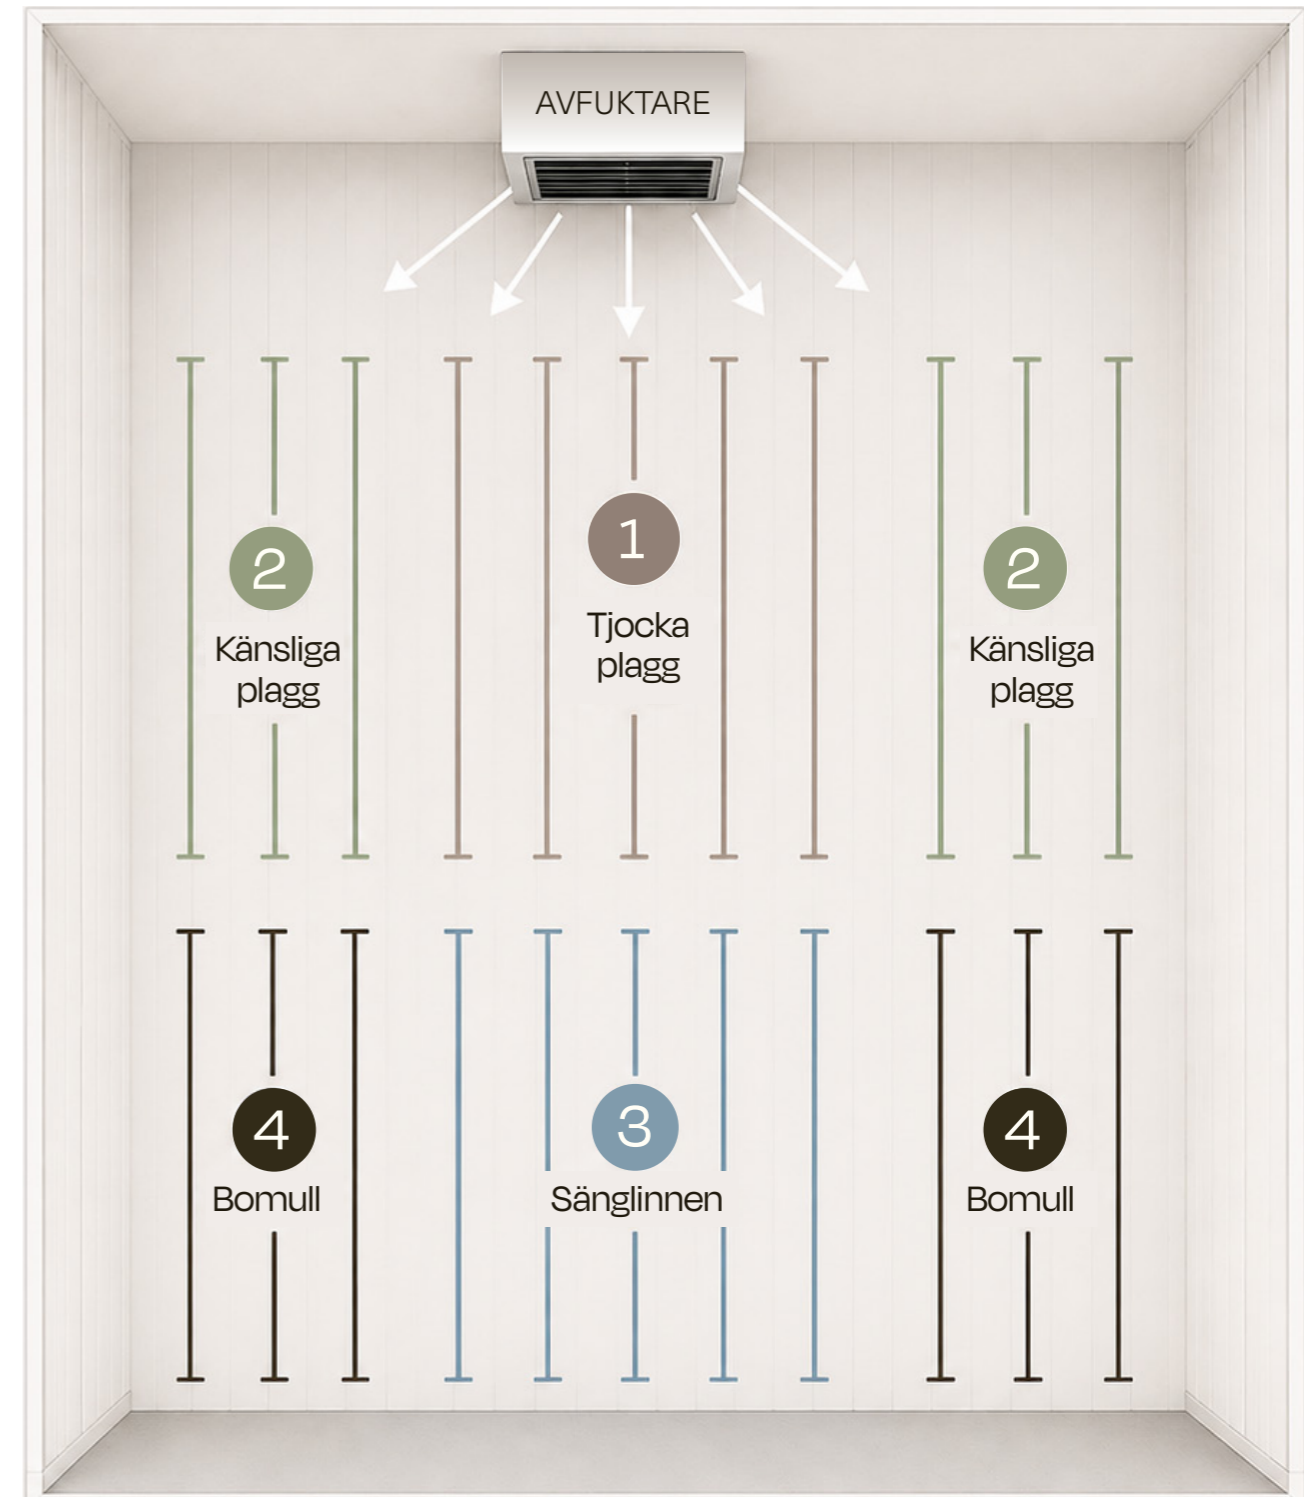 AVFUKTARE
2
Känsliga
plagg
1
Tjocka
plagg
2
Känsliga
plagg
4
Bomull
3
Sänglinnen
4
Bomull